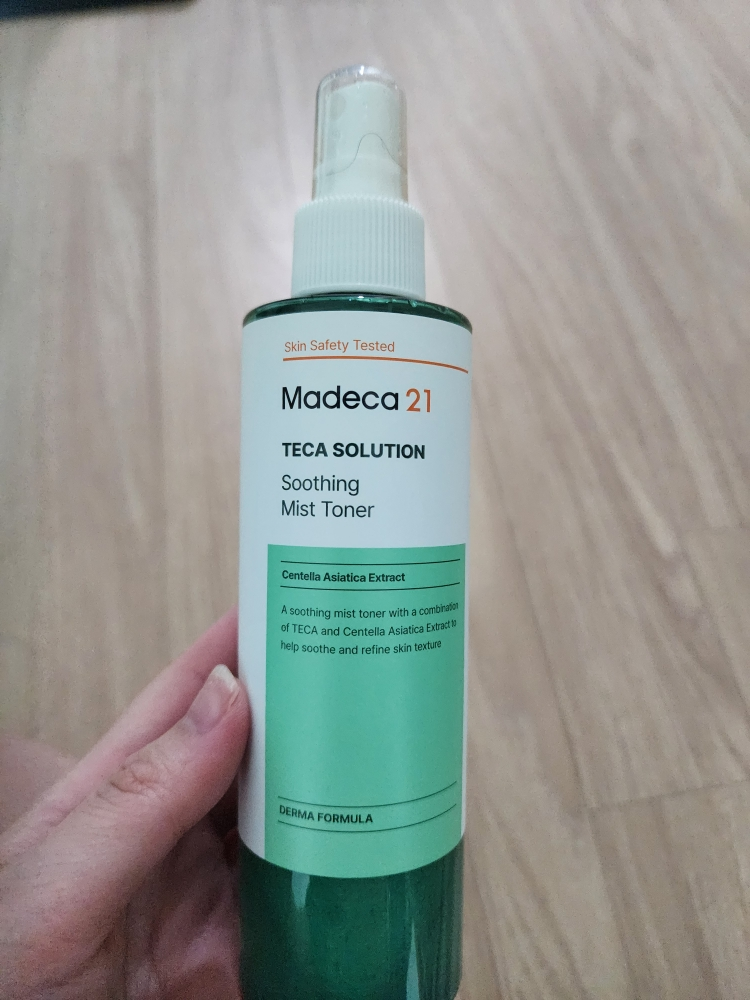 Skin Safety Tested
Madeca 21
TECA SOLUTION
Soothing
Mist Toner
Centella Asiatica Extract
A soothing mist toner with a combination
of TECA and Centella Asiatica Extract to
help soothe and refine skin texture
DERMA FORMULA